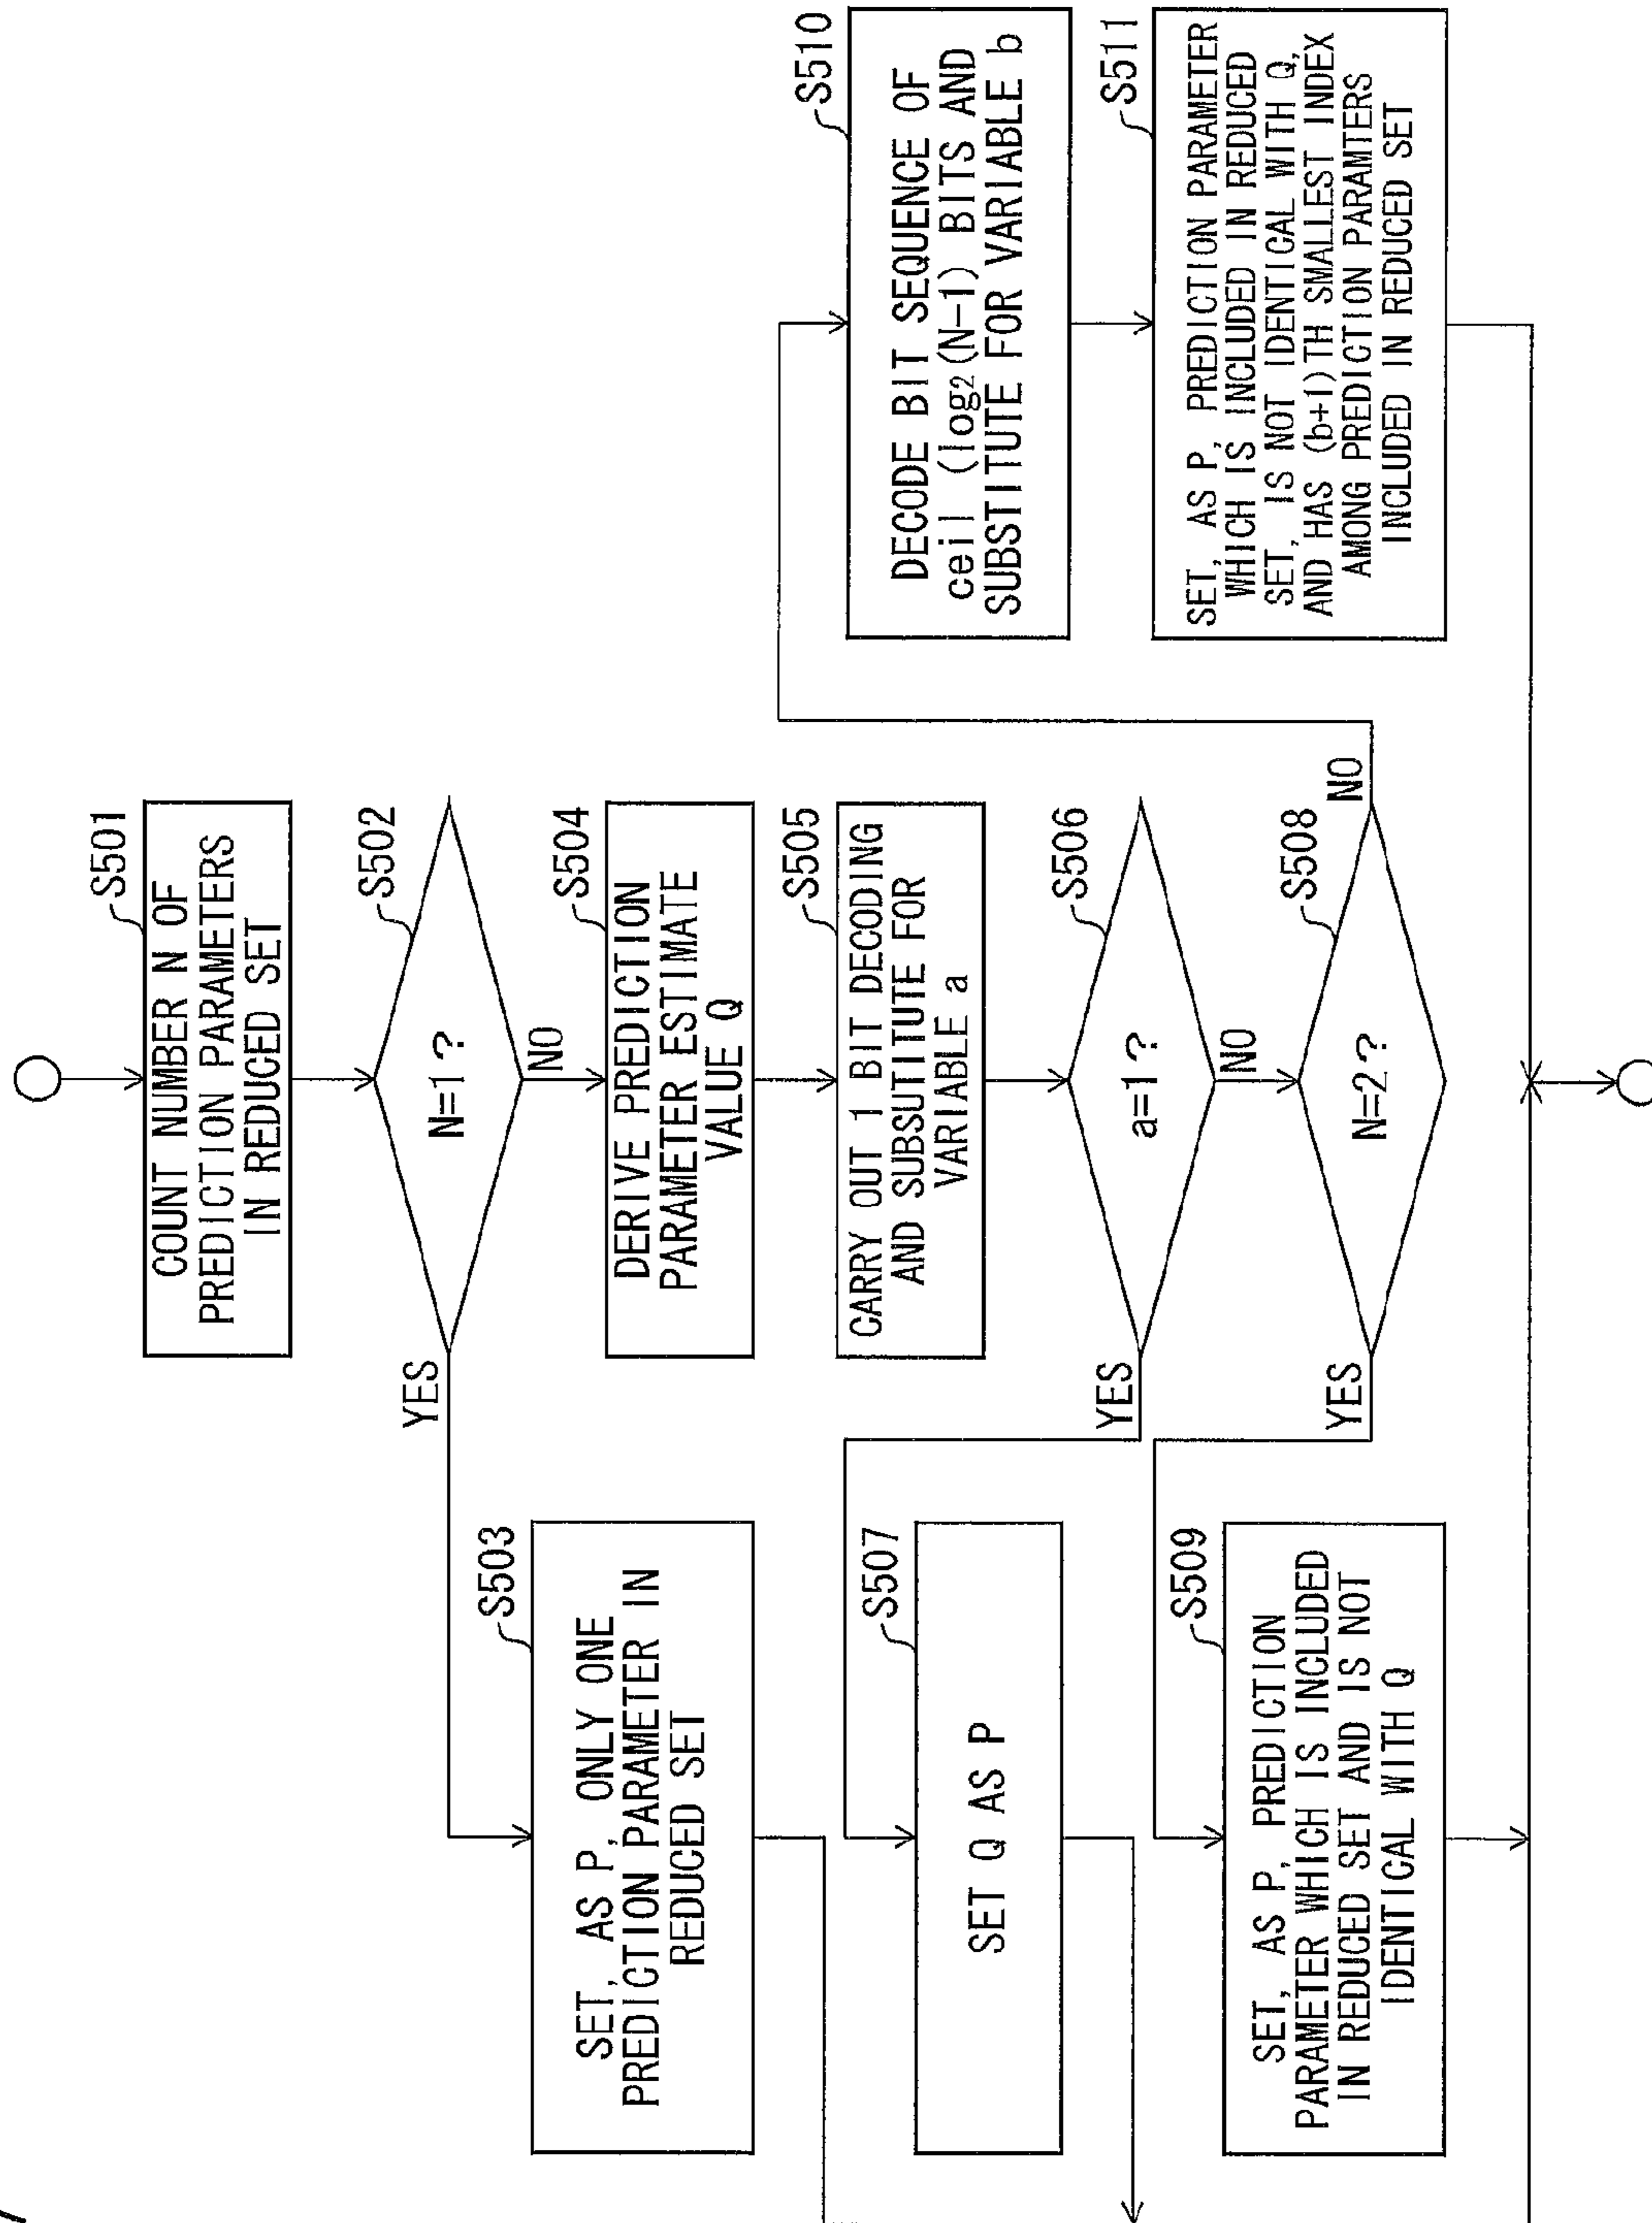 S501
COUNT NUMBER N OF
PREDICTION PARAMETERS
IN REDUCED SET
S502
N=1?
YES
NO
S503
SET, AS P, ONLY ONE
PREDICTION PARAMETER IN
REDUCED SET
S504
DERIVE PREDICTION
PARAMETER ESTIMATE
VALUE Q
S505
CARRY OUT 1 BIT DECODING
AND SUBSTITUTE FOR
VARIABLE a
S506
a=1?
YES
NO
S507
SET Q AS P
S508
N=2?
YES
NO
S509
SET, AS P, PREDICTION
PARAMETER WHICH IS INCLUDED
IN REDUCED SET AND IS NOT
IDENTICAL WITH Q
S510
DECODE BIT SEQUENCE OF
ceil (log₂(N-1) BITS AND
SUBSTITUTE FOR VARIABLE b
S511
SET, AS P, PREDICTION PARAMETER
WHICH IS INCLUDED IN REDUCED
SET, IS NOT IDENTICAL WITH Q,
AND HAS (b+1)TH SMALLEST INDEX
AMONG PREDICTION PARAMTERS
INCLUDED IN REDUCED SET